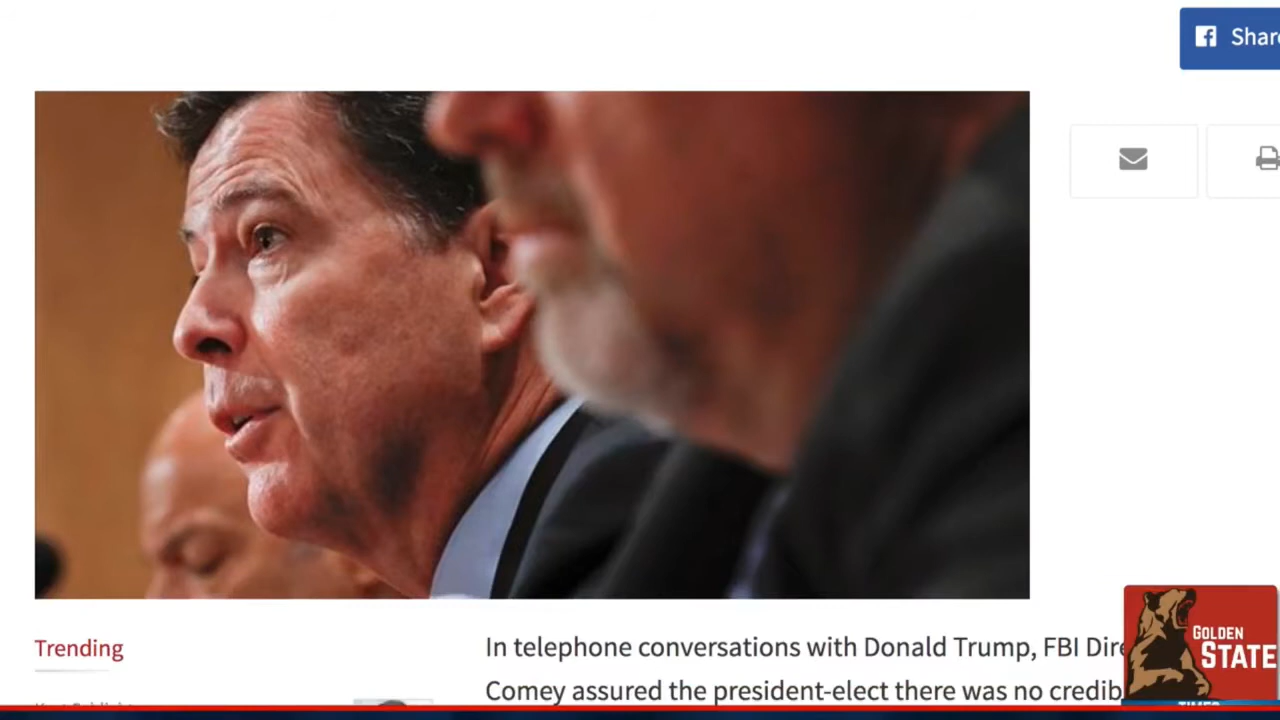 Share
Trending
In telephone conversations with Donald Trump, FBI Dire
Comey assured the president-elect there was no credib
GOLDEN
STATE
TIMES